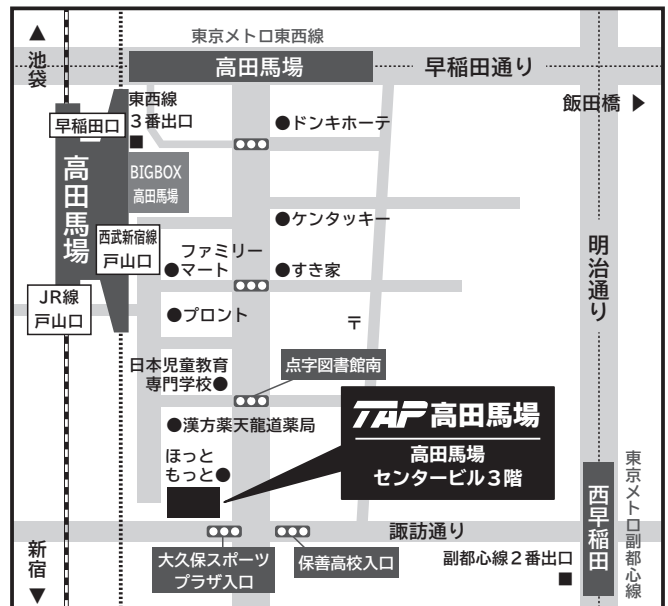 東京メトロ東西線
▲
池袋
高田馬場
早稲田通り
飯田橋 ▶
東西線
3番出口
■
早稲田口
●ドンキホーテ
高田馬場
BIGBOX
高田馬場
●ケンタッキー
西武新宿線
戸山口
ファミリー
●マート
●すき家
明治通り
JR線
戸山口
●プロント
〒
日本児童教育
専門学校●
点字図書館南
TAP 高田馬場
高田馬場
センタービル3階
●漢方薬天龍道薬局
ほっと
もっと●
西早稲田
東京メトロ副都心線
諏訪通り
大久保スポーツ
プラザ入口
保善高校入口
副都心線2番出口
■
新宿
▼